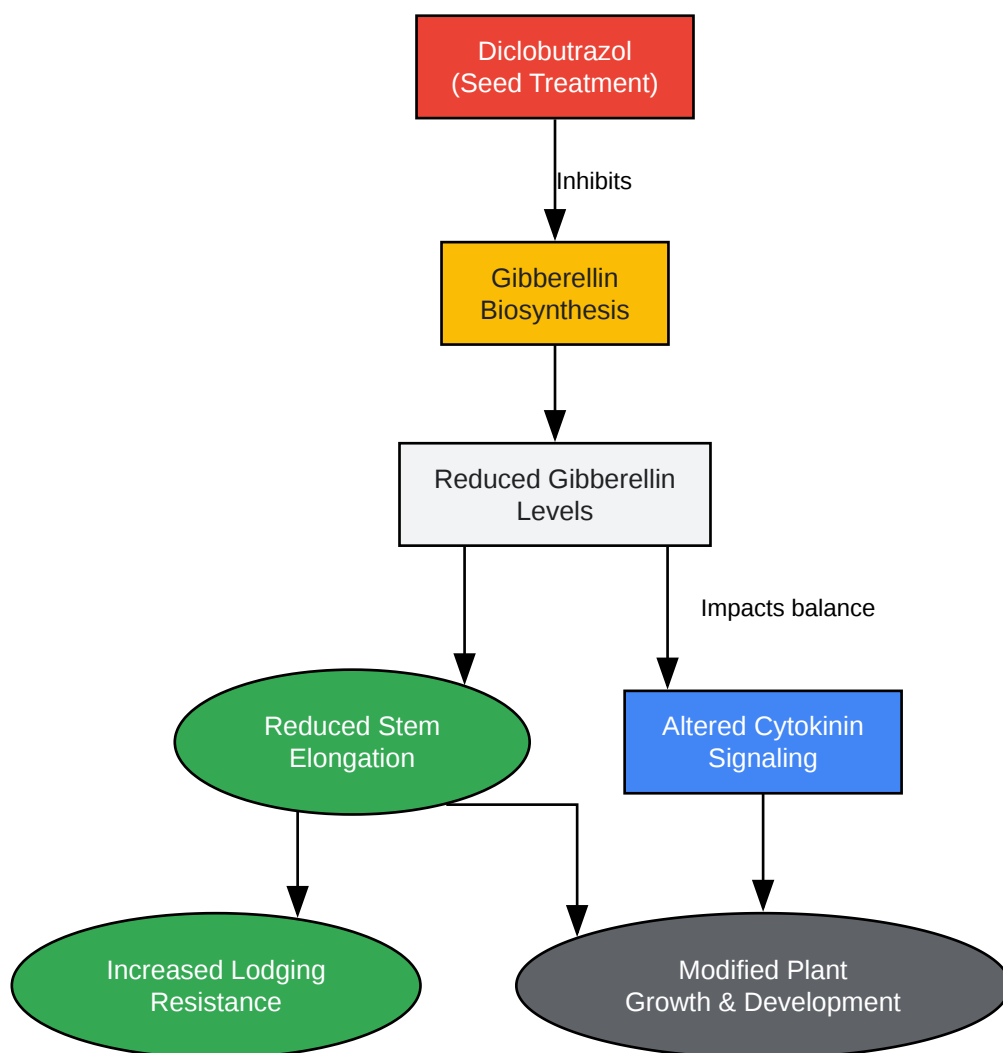 Diclobutrazol
(Seed Treatment)
Inhibits
Gibberellin
Biosynthesis
Reduced Gibberellin
Levels
Impacts balance
Reduced Stem
Elongation
Altered Cytokinin
Signaling
Increased Lodging
Resistance
Modified Plant
Growth & Development